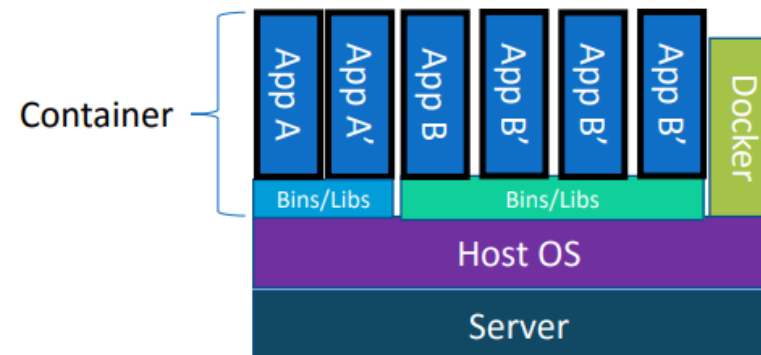 Container
App A
App A’
App B
App B’
App B’
App B’
Docker
Bins/Libs
Bins/Libs
Host OS
Server